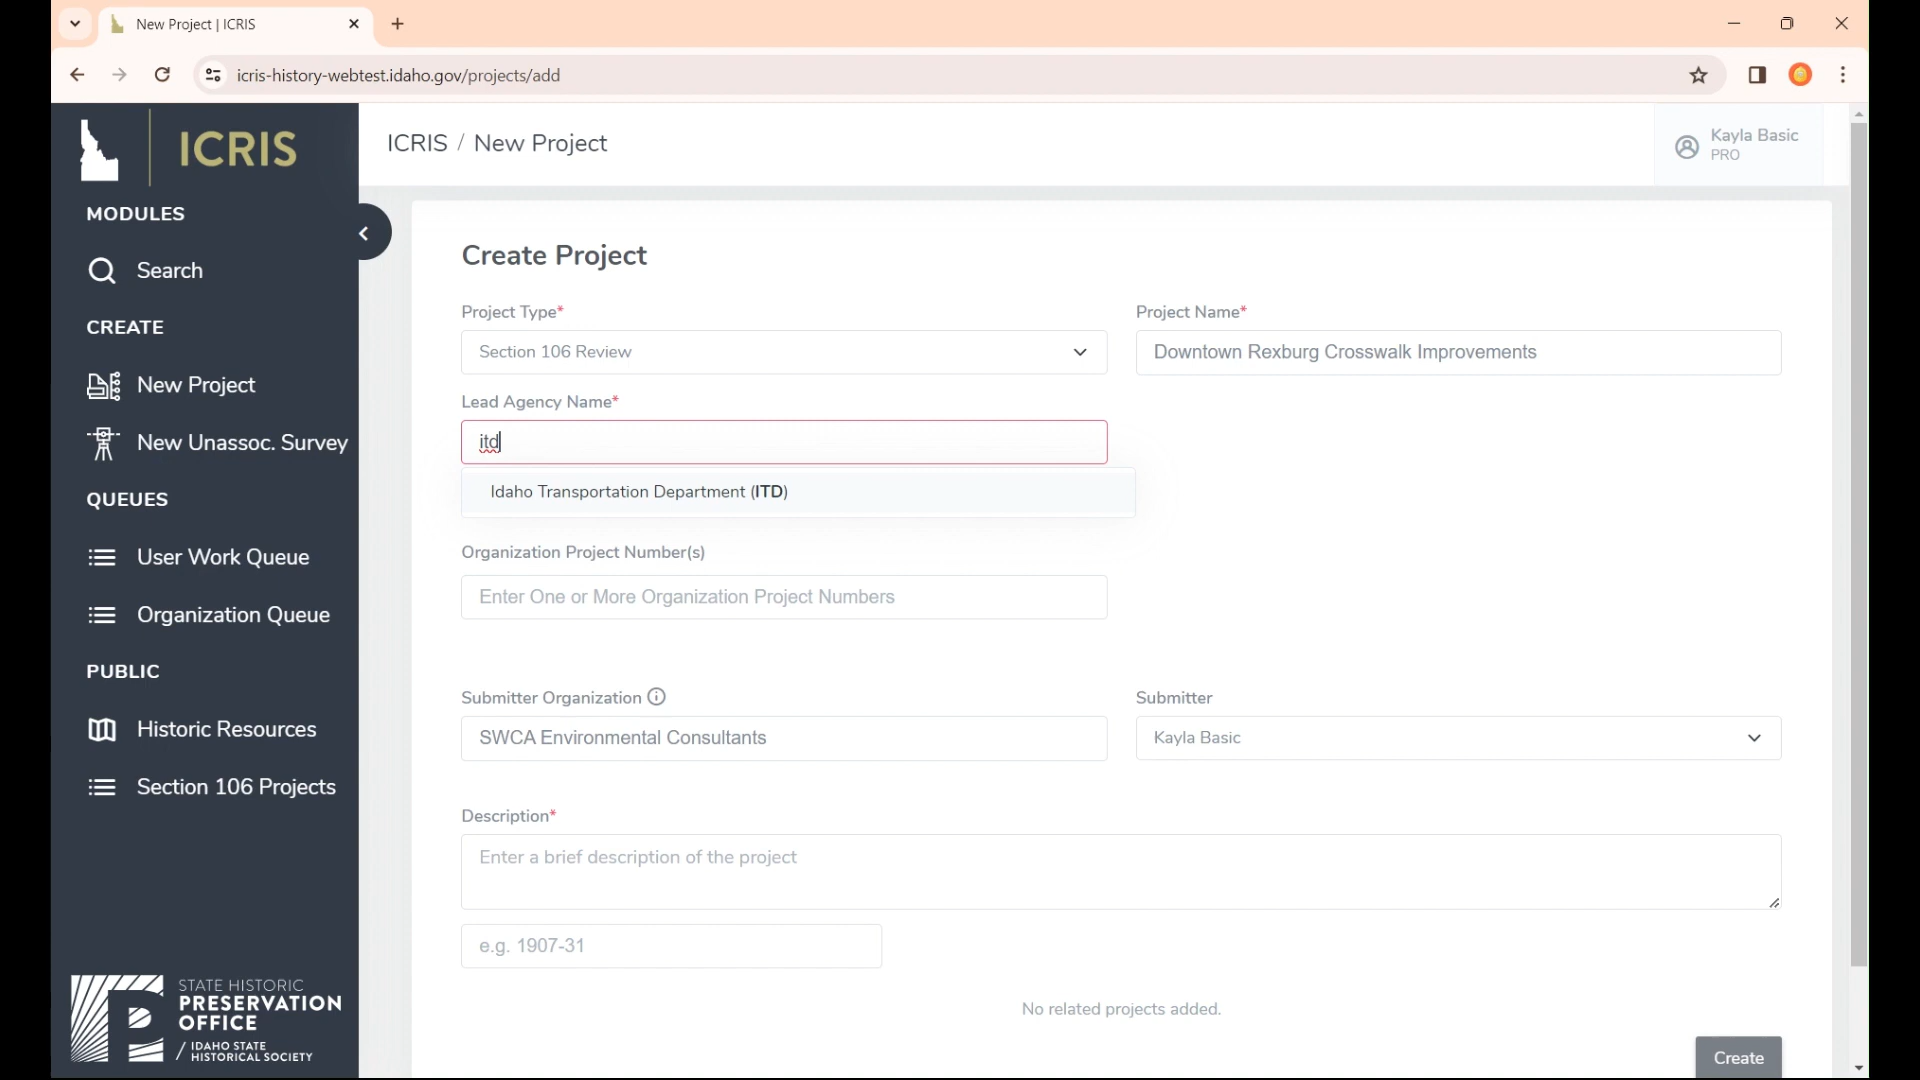 New Project | ICRIS
icris-history-webtest.idaho.gov/projects/add
ICRIS
ICRIS / New Project
Kayla Basic
PRO
MODULES
Search
CREATE
New Project
New Unassoc. Survey
QUEUES
User Work Queue
Organization Queue
PUBLIC
Historic Resources
Section 106 Projects
STATE HISTORIC
PRESERVATION
OFFICE
/ IDAHO STATE
HISTORICAL SOCIETY
Create Project
Project Type*
Project Name*
Section 106 Review
Downtown Rexburg Crosswalk Improvements
Lead Agency Name*
itd
Idaho Transportation Department (ITD)
Organization Project Number(s)
Enter One or More Organization Project Numbers
Submitter Organization
Submitter
SWCA Environmental Consultants
Kayla Basic
Description*
Enter a brief description of the project
e.g. 1907-31
No related projects added.
Create